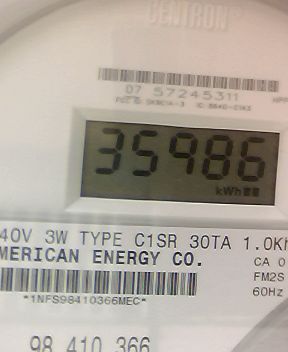 CENTRON®
07 57245311
35986
kWh
40V 3W TYPE C1SR 30TA 1.0Kh
MERICAN ENERGY CO.
CA 0
FM2S
60Hz
*1NFS98410366MEC*
98 410 366